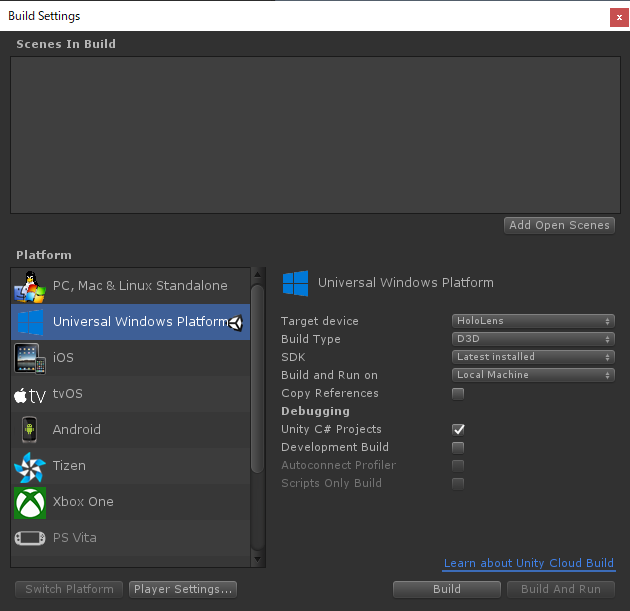 Build Settings
x
Scenes In Build
Add Open Scenes
Platform
PC, Mac & Linux Standalone
Universal Windows Platform
iOS
tv
tvOS
Android
Tizen
Xbox One
PS Vita
Universal Windows Platform
Target device HoloLens
Build Type D3D
SDK Latest installed
Build and Run on Local Machine
Copy References
Debugging
Unity C# Projects
Development Build
Autoconnect Profiler
Scripts Only Build
Learn about Unity Cloud Build
Switch Platform Player Settings... Build Build And Run